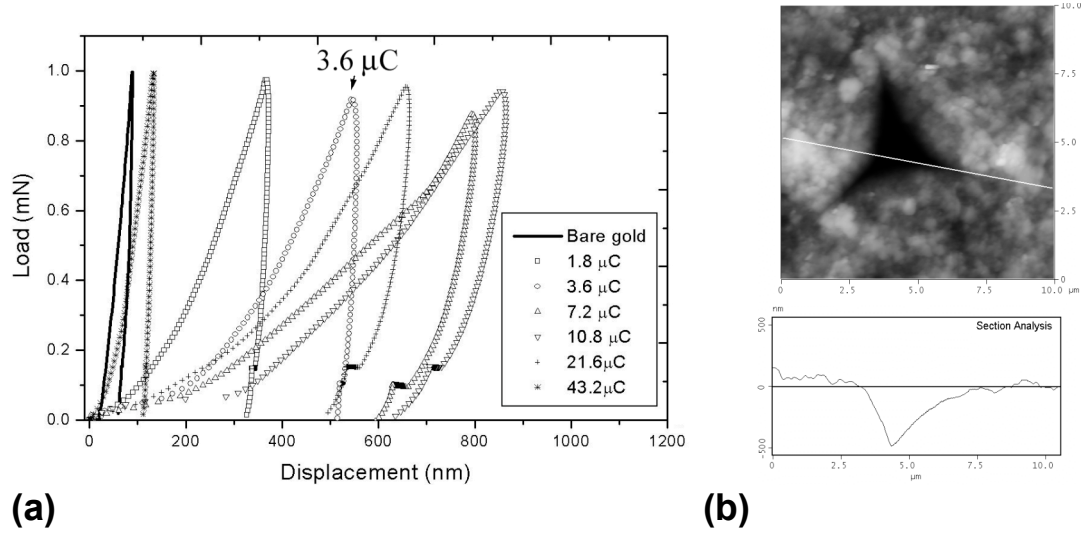 3.6 μC
1.0
0.8
0.6
0.4
0.2
0.0
Load (mN)
0
200
400
600
800
1000
1200
Displacement (nm)
Bare gold
1.8 μC
3.6 μC
7.2 μC
10.8 μC
21.6μC
43.2μC
(a)
10.0
7.5
5.0
2.5
0
0
2.5
5.0
7.5
10.0
μm
nm
Section Analysis
500
0
-500
0
2.5
5.0
7.5
10.0
μm
(b)